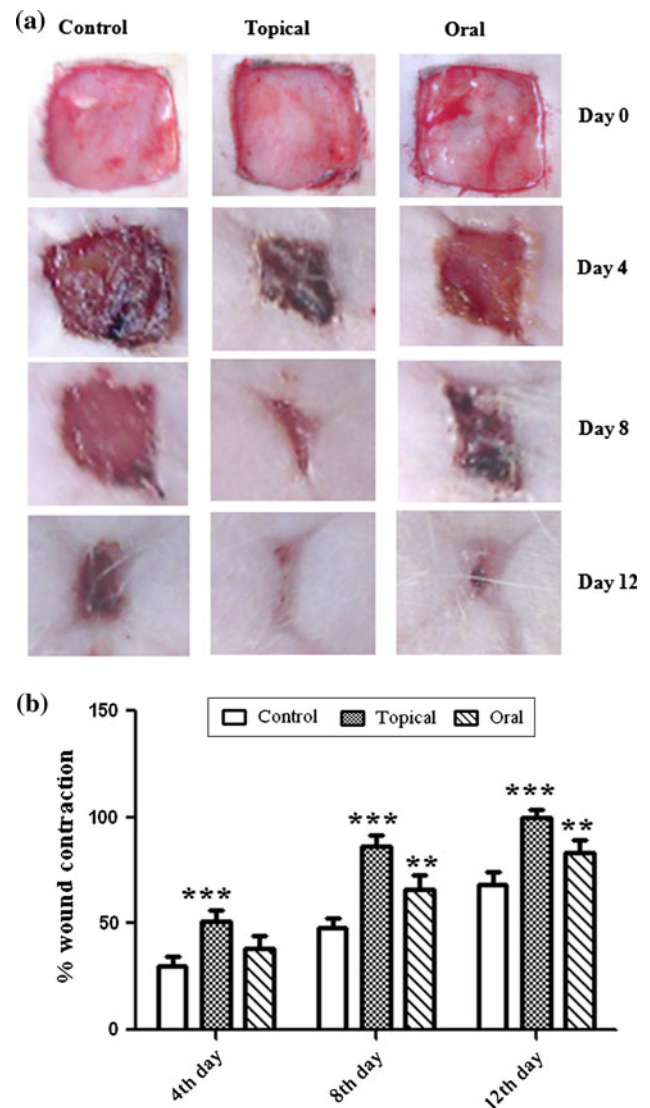 (a)
Control Topical Oral
Day 0
Day 4
Day 8
Day 12
(b)
Control Topical Oral
% wound contraction
150
100
50
0
***
***
**
***
**
4th day
8th day
12th day